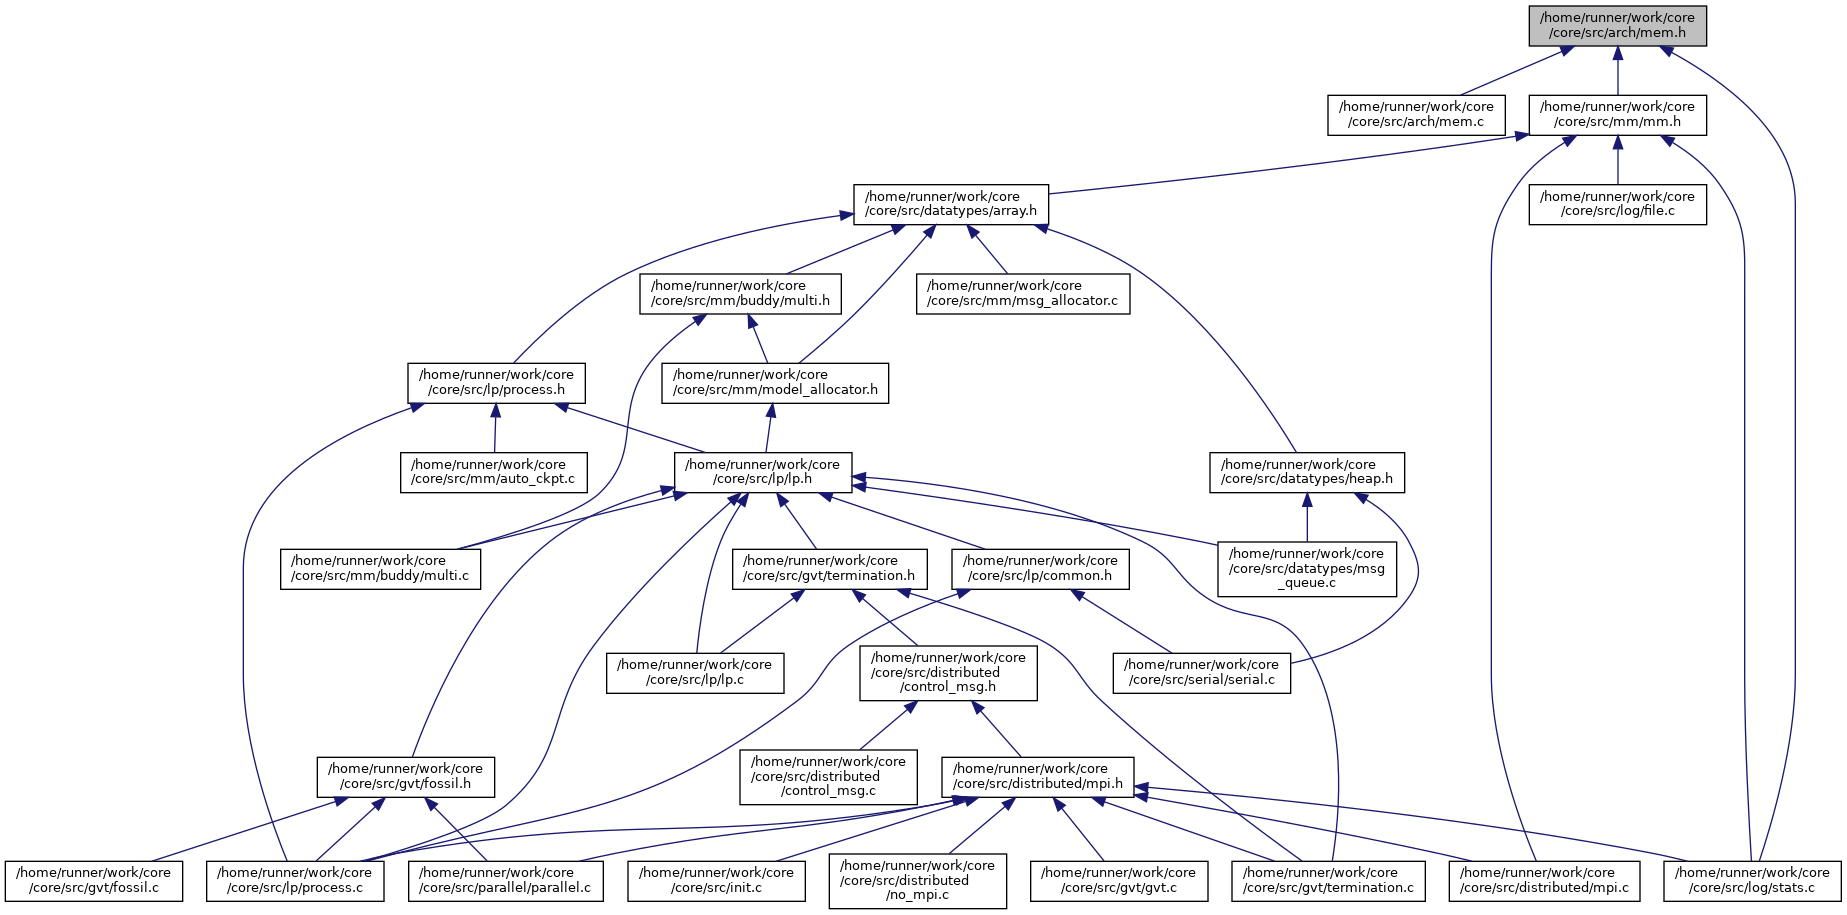 /home/runner/work/core
/core/src/arch/mem.h
/home/runner/work/core
/core/src/arch/mem.c
/home/runner/work/core
/core/src/mm/mm.h
/home/runner/work/core
/core/src/datatypes/array.h
/home/runner/work/core
/core/src/log/file.c
/home/runner/work/core
/core/src/mm/buddy/multi.h
/home/runner/work/core
/core/src/mm/msg_allocator.c
/home/runner/work/core
/core/src/lp/process.h
/home/runner/work/core
/core/src/mm/model_allocator.h
/home/runner/work/core
/core/src/mm/auto_ckpt.c
/home/runner/work/core
/core/src/lp/lp.h
/home/runner/work/core
/core/src/datatypes/heap.h
/home/runner/work/core
/core/src/mm/buddy/multi.c
/home/runner/work/core
/core/src/gvt/termination.h
/home/runner/work/core
/core/src/lp/common.h
/home/runner/work/core
/core/src/datatypes/msg
_queue.c
/home/runner/work/core
/core/src/lp/lp.c
/home/runner/work/core
/core/src/distributed
/control_msg.h
/home/runner/work/core
/core/src/serial/serial.c
/home/runner/work/core
/core/src/gvt/fossil.h
/home/runner/work/core
/core/src/distributed
/control_msg.c
/home/runner/work/core
/core/src/distributed/mpi.h
/home/runner/work/core
/core/src/gvt/fossil.c
/home/runner/work/core
/core/src/lp/process.c
/home/runner/work/core
/core/src/parallel/parallel.c
/home/runner/work/core
/core/src/init.c
/home/runner/work/core
/core/src/distributed
/no_mpi.c
/home/runner/work/core
/core/src/gvt/gvt.c
/home/runner/work/core
/core/src/gvt/termination.c
/home/runner/work/core
/core/src/distributed/mpi.c
/home/runner/work/core
/core/src/log/stats.c